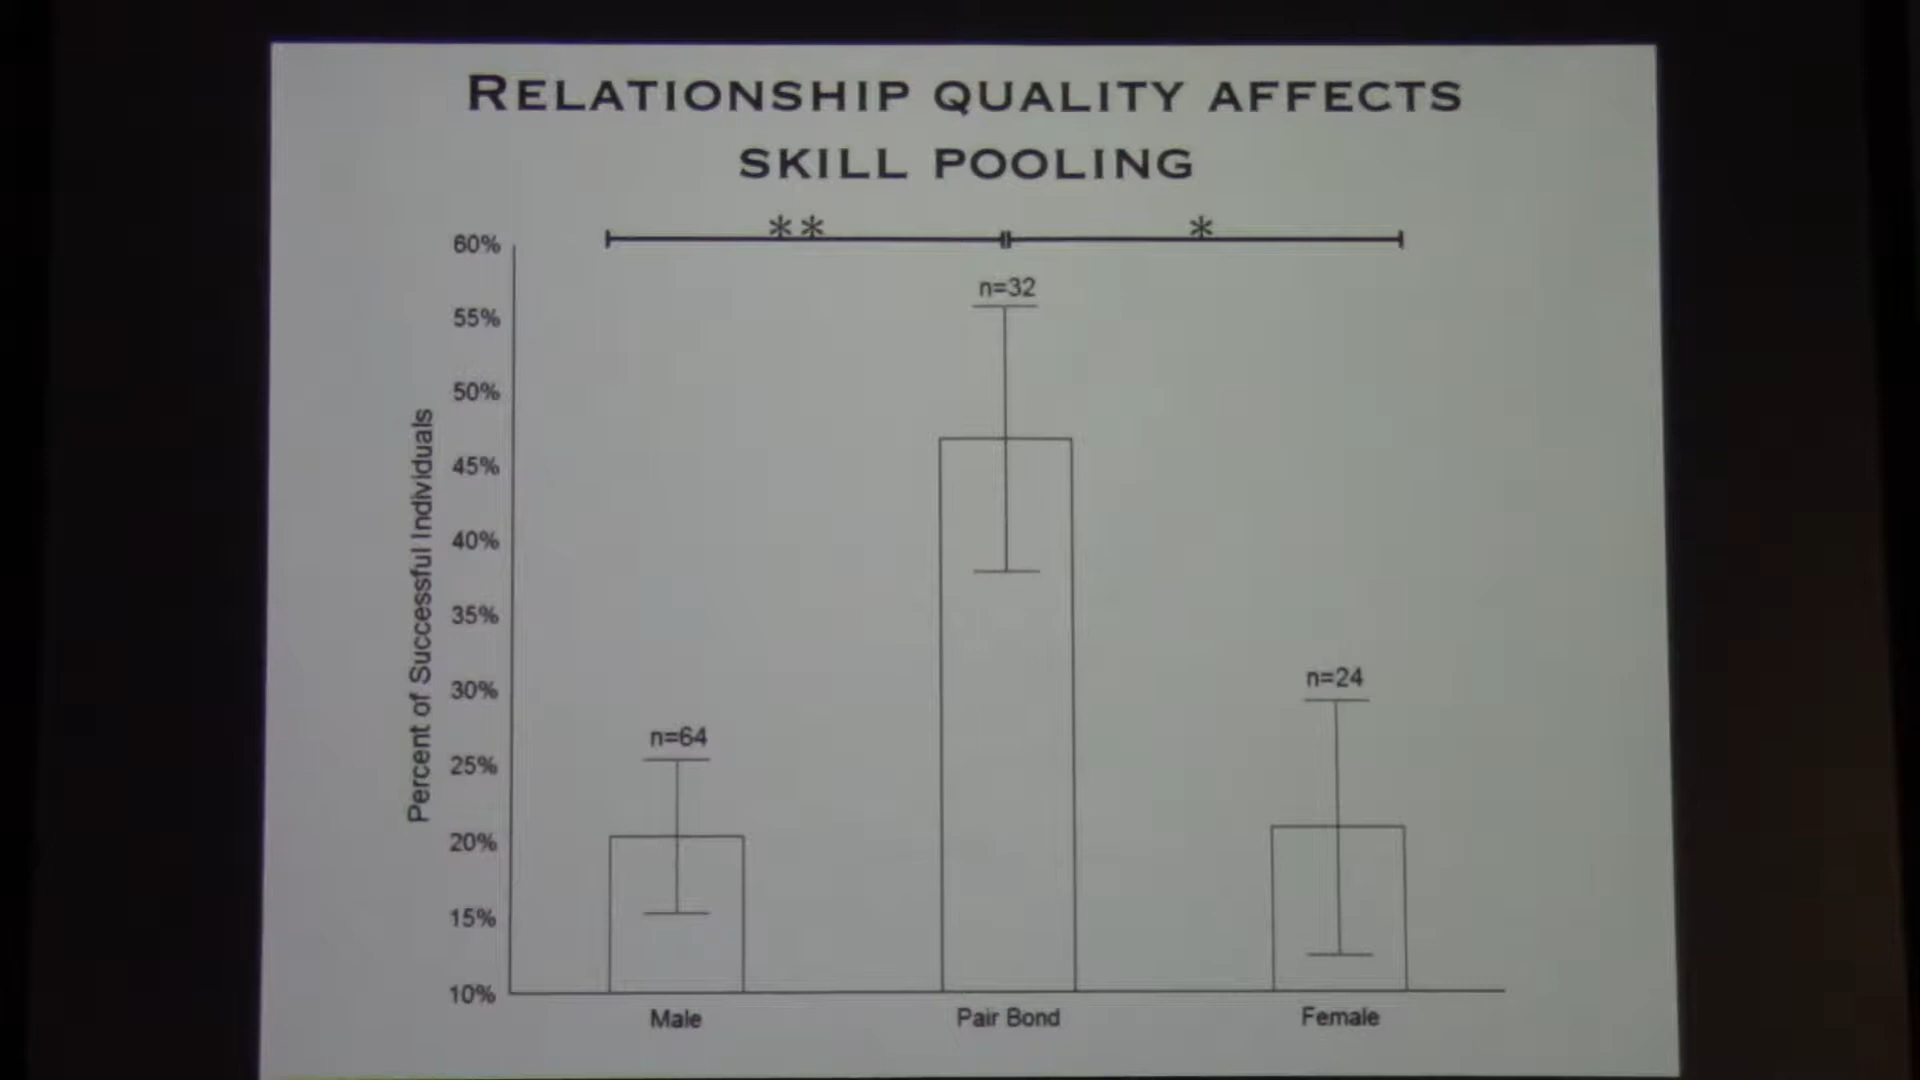 RELATIONSHIP QUALITY AFFECTS
SKILL POOLING
** *
60%
55%
50%
45%
40%
35%
30%
25%
20%
15%
10%
Percent of Successful Individuals
n=64
n=32
n=24
Male
Pair Bond
Female